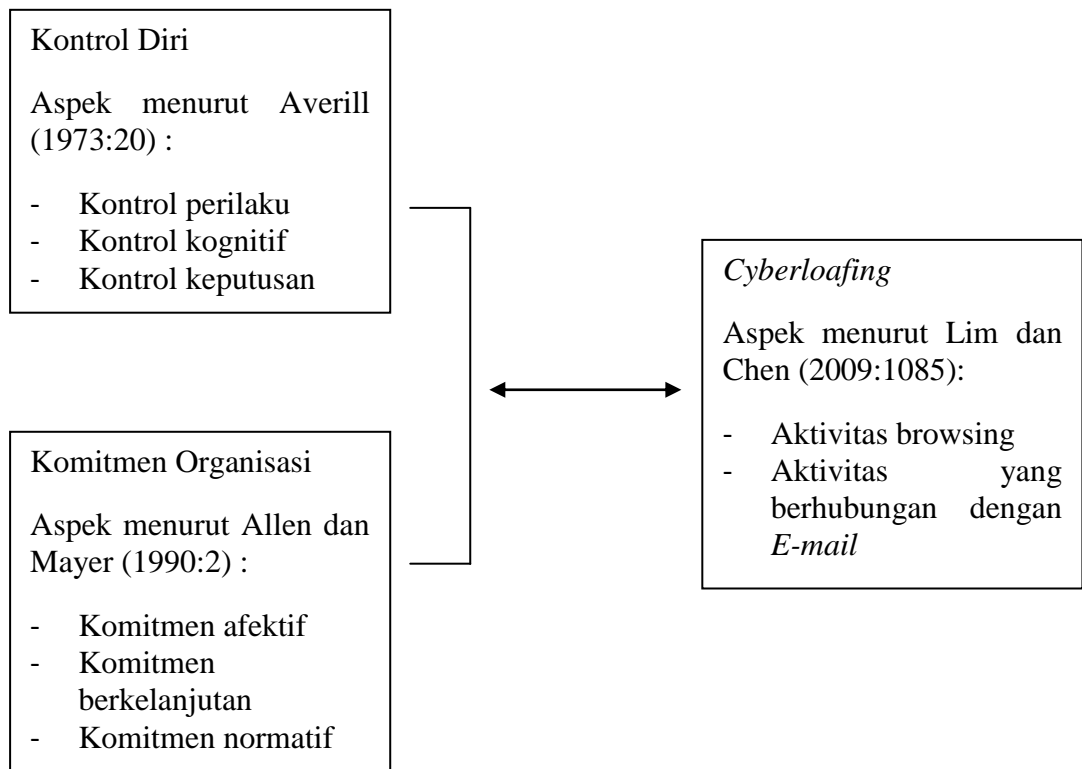 Kontrol Diri
Aspek menurut Averill
(1973:20) :
- Kontrol perilaku
- Kontrol kognitif
- Kontrol keputusan
Komitmen Organisasi
Aspek menurut Allen dan
Mayer (1990:2) :
- Komitmen afektif
- Komitmen
berkelanjutan
- Komitmen normatif
Cyberloafing
Aspek menurut Lim dan
Chen (2009:1085):
- Aktivitas browsing
- Aktivitas yang
berhubungan dengan
E-mail